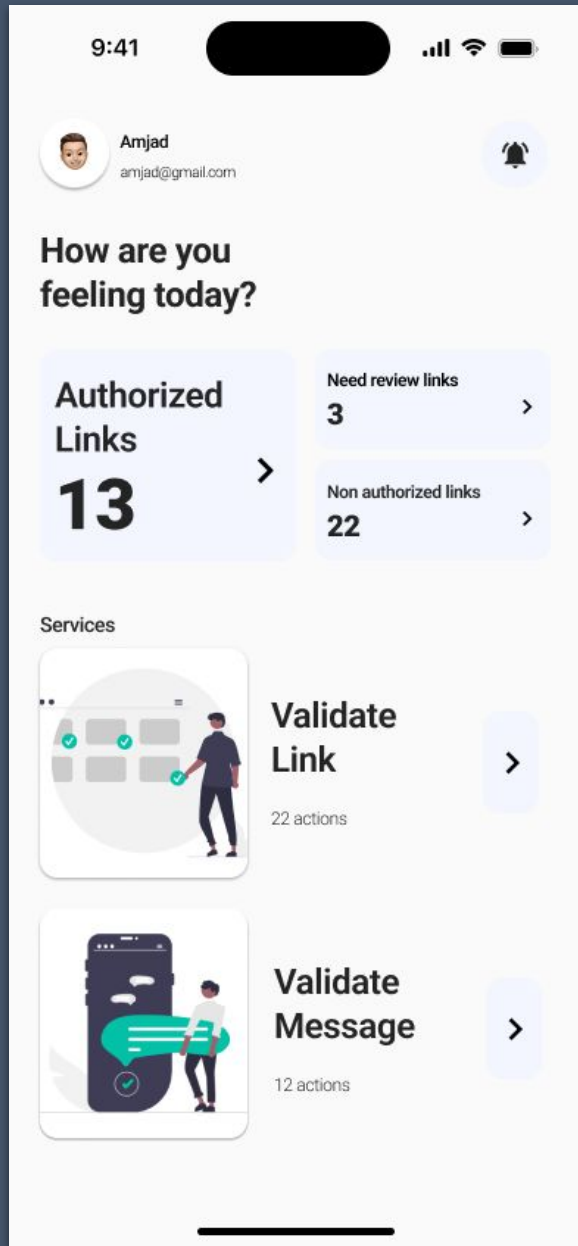 9:41
Amjad
amjad@gmail.com
How are you
feeling today?
Authorized
Links
13
Need review links
3
Non authorized links
22
Services
Validate
Link
22 actions
Validate
Message
12 actions